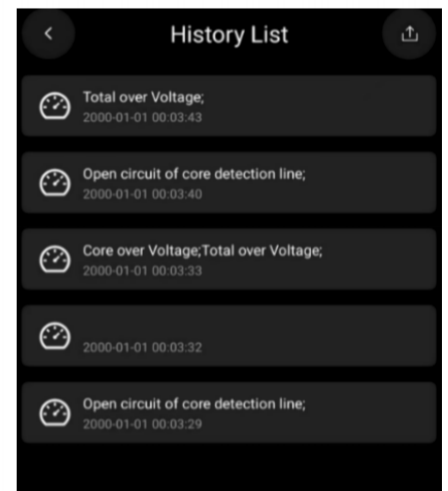 History List
Total over Voltage;
2000-01-01 00:03:43
Open circuit of core detection line;
2000-01-01 00:03:40
Core over Voltage;Total over Voltage;
2000-01-01 00:03:33
2000-01-01 00:03:32
Open circuit of core detection line;
2000-01-01 00:03:29